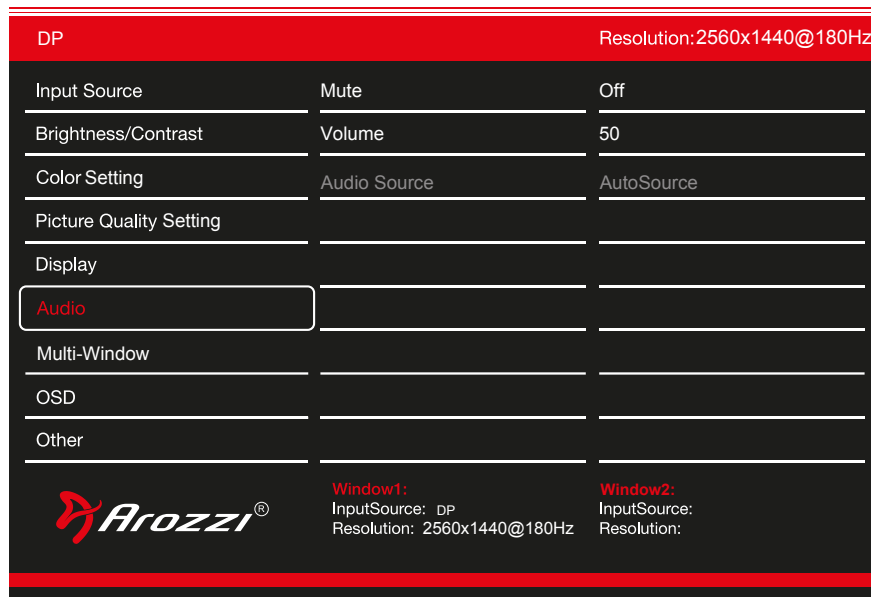 DP Resolution:2560x1440@180Hz
Input Source Mute Off
Brightness/Contrast Volume 50
Color Setting Audio Source AutoSource
Picture Quality Setting
Display
Audio
Multi-Window
OSD
Other
Arozzi®
Window1:
InputSource: DP
Resolution: 2560x1440@180Hz
Window2:
InputSource:
Resolution: